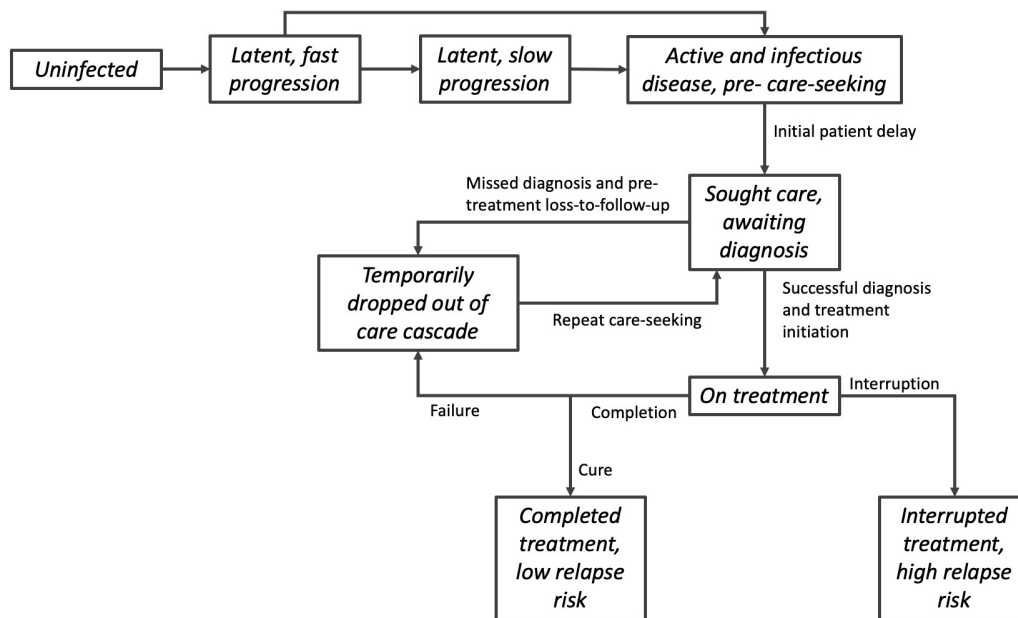 Uninfected
Latent, fast
progression
Latent, slow
progression
Active and infectious
disease, pre- care-seeking
Initial patient delay
Missed diagnosis and pre-
treatment loss-to-follow-up
Sought care,
awaiting
diagnosis
Temporarily
dropped out of
care cascade
Repeat care-seeking
Successful diagnosis
and treatment
initiation
On treatment
Interruption
Failure
Completion
Cure
Completed
treatment,
low relapse
risk
Interrupted
treatment,
high relapse
risk